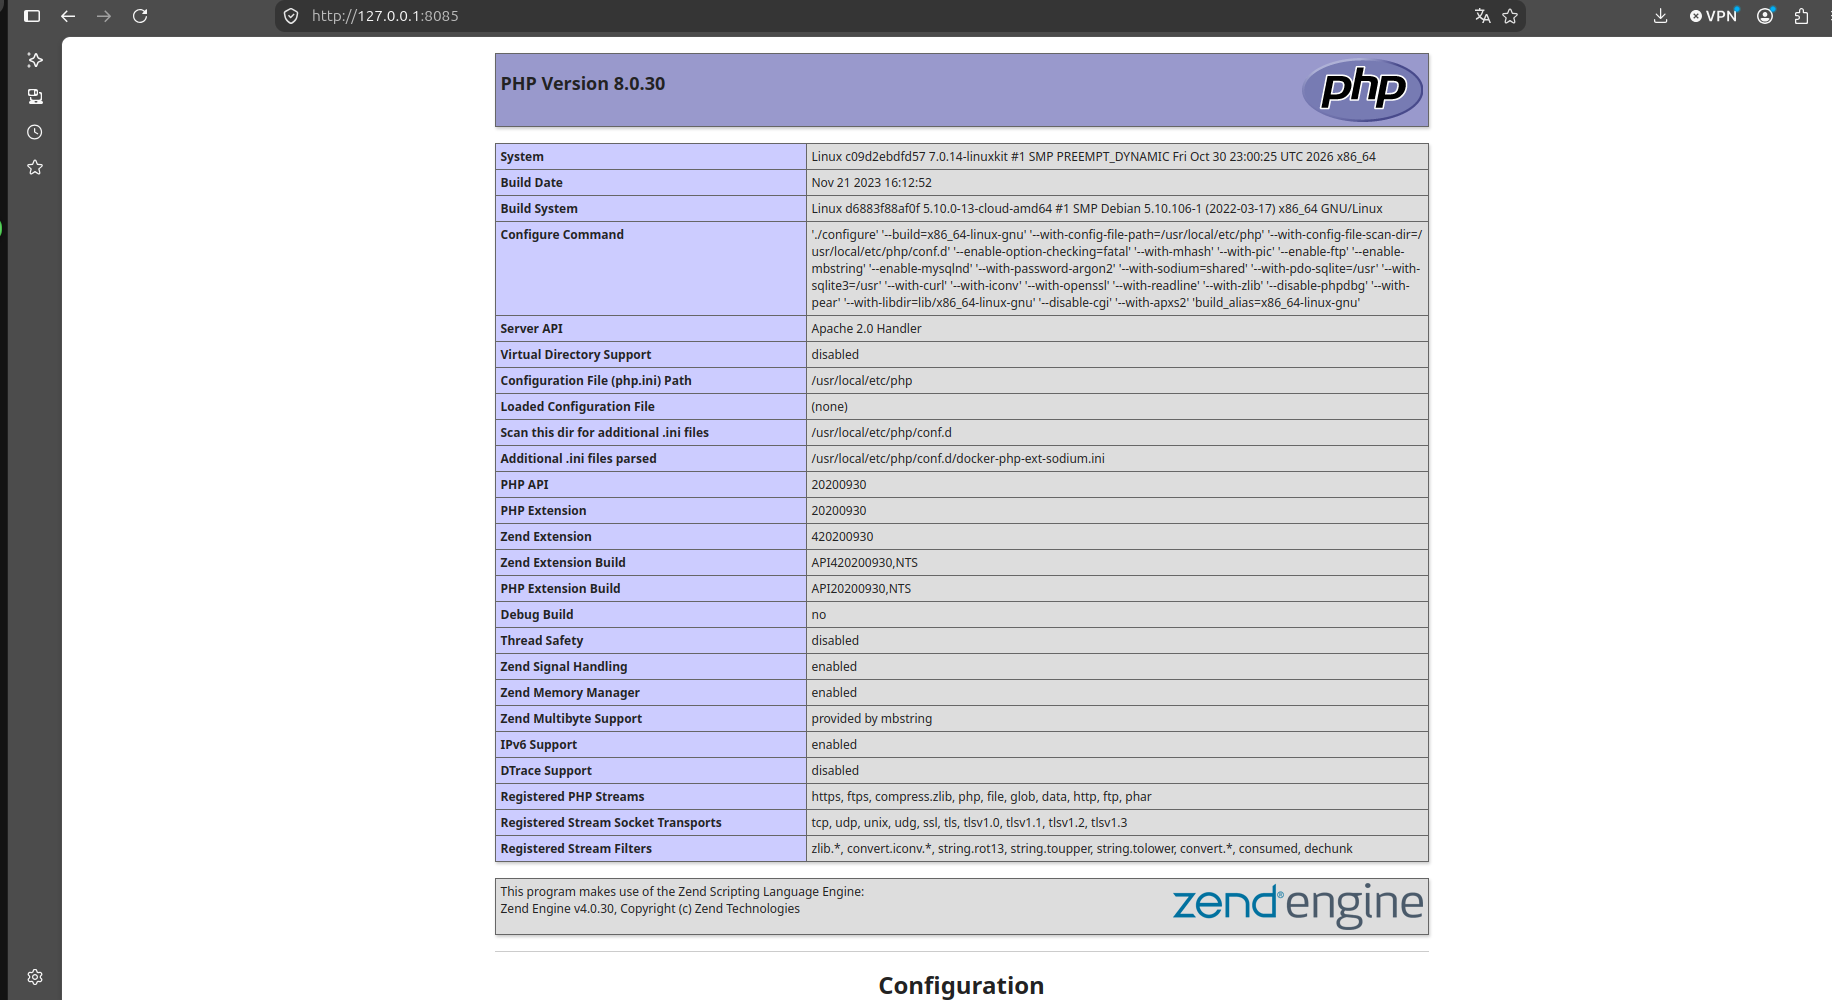 http://127.0.0.1:8085
VPN
PHP Version 8.0.30
php
System Linux c09d2ebdfd57 7.0.14-linuxkit #1 SMP PREEMPT_DYNAMIC Fri Oct 30 23:00:25 UTC 2026 x86_64
Build Date Nov 21 2023 16:12:52
Build System Linux d6883f88af0f 5.10.0-13-cloud-amd64 #1 SMP Debian 5.10.106-1 (2022-03-17) x86_64 GNU/Linux
Configure Command './configure' '--build=x86_64-linux-gnu' '--with-config-file-path=/usr/local/etc/php' '--with-config-file-scan-dir=/
usr/local/etc/php/conf.d' '--enable-option-checking=fatal' '--with-mhash' '--with-pic' '--enable-ftp' '--enable-
mbstring' '--enable-mysqlnd' '--with-password-argon2' '--with-sodium=shared' '--with-pdo-sqlite=/usr' '--with-
sqlite3=/usr' '--with-curl' '--with-iconv' '--with-openssl' '--with-readline' '--with-zlib' '--disable-phpdbg' '--with-
pear' '--with-libdir=lib/x86_64-linux-gnu' '--disable-cgi' '--with-apxs2' 'build_alias=x86_64-linux-gnu'
Server API Apache 2.0 Handler
Virtual Directory Support disabled
Configuration File (php.ini) Path /usr/local/etc/php
Loaded Configuration File (none)
Scan this dir for additional .ini files /usr/local/etc/php/conf.d
Additional .ini files parsed /usr/local/etc/php/conf.d/docker-php-ext-sodium.ini
PHP API 20200930
PHP Extension 20200930
Zend Extension 420200930
Zend Extension Build API420200930,NTS
PHP Extension Build API20200930,NTS
Debug Build no
Thread Safety disabled
Zend Signal Handling enabled
Zend Memory Manager enabled
Zend Multibyte Support provided by mbstring
IPv6 Support enabled
DTrace Support disabled
Registered PHP Streams https, ftps, compress.zlib, php, file, glob, data, http, ftp, phar
Registered Stream Socket Transports tcp, udp, unix, udg, ssl, tls, tlsv1.0, tlsv1.1, tlsv1.2, tlsv1.3
Registered Stream Filters zlib.*, convert.iconv.*, string.rot13, string.toupper, string.tolower, convert.*, consumed, dechunk
This program makes use of the Zend Scripting Language Engine:
Zend Engine v4.0.30, Copyright (c) Zend Technologies
zend® engine
Configuration